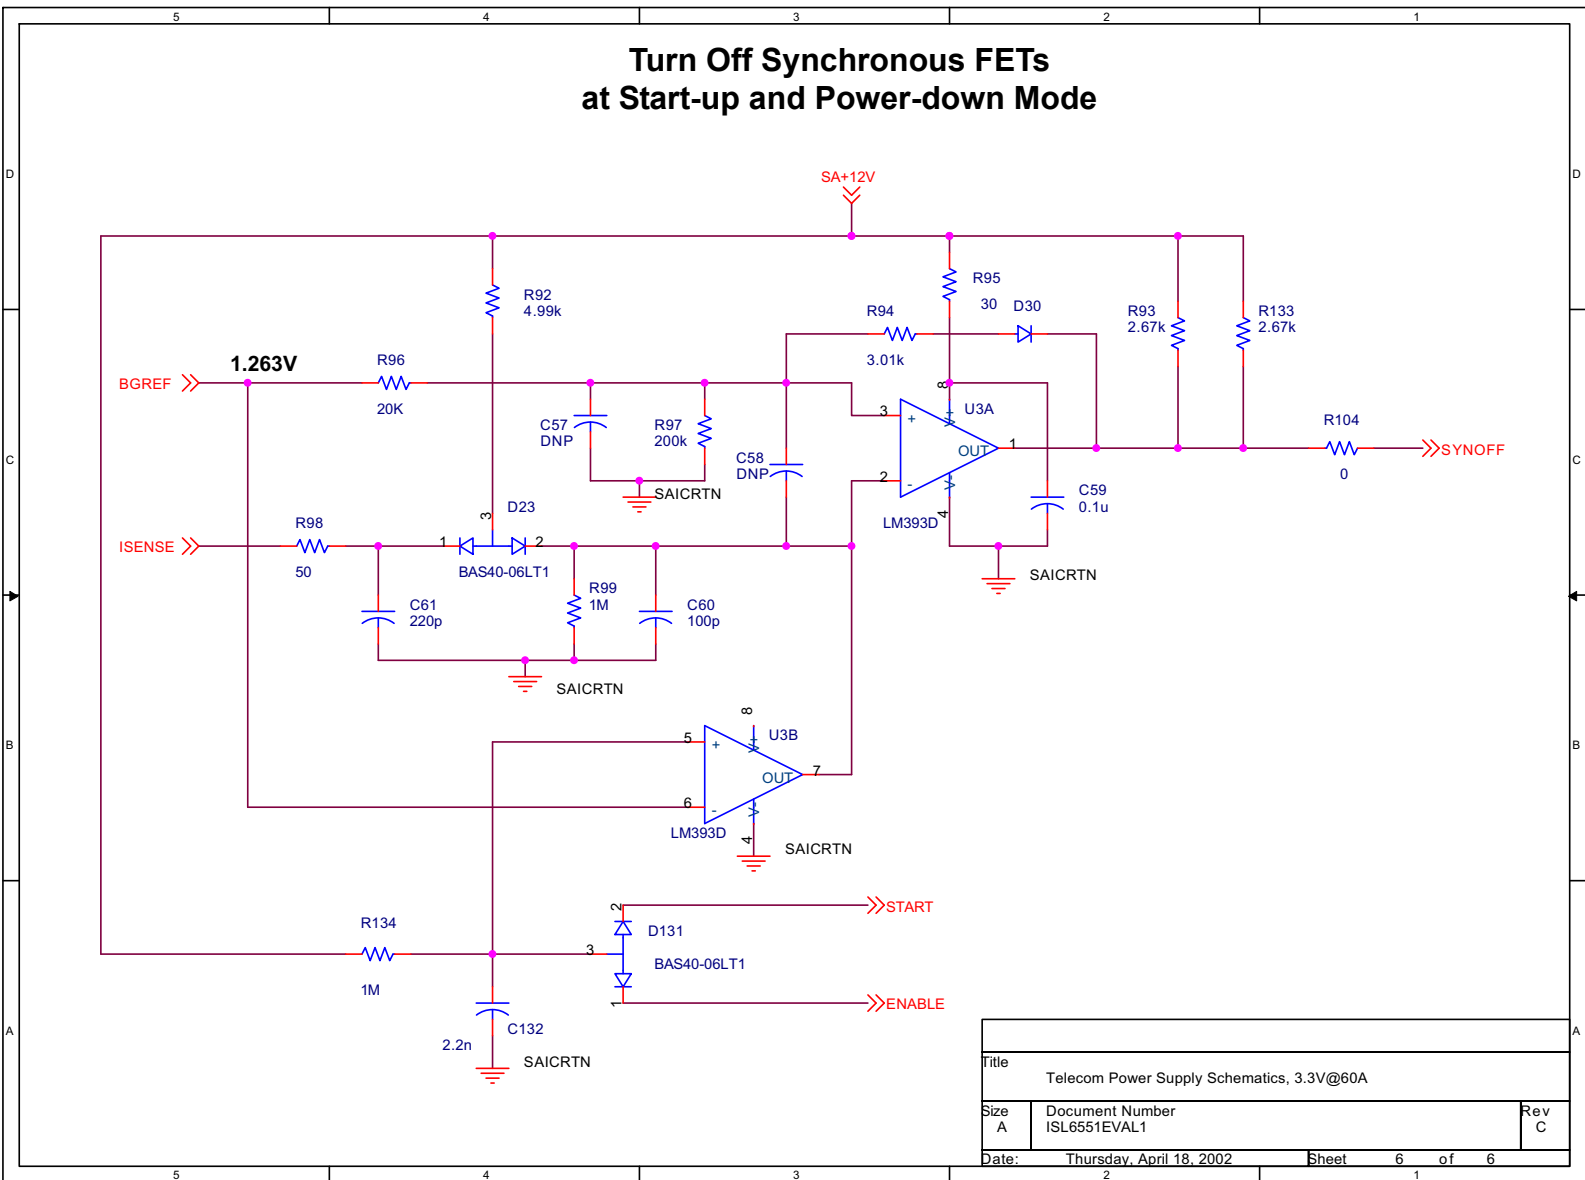 5 4 3 2 1
Turn Off Synchronous FETs
at Start-up and Power-down Mode
D D
SA+12V
R92
4.99k
R95
30
D30
R94
3.01k
R93
2.67k
R133
2.67k
1.263V
BGREF
R96
20K
C57
DNP
R97
200k
SAICRTN
C58
DNP
8
3
+
V+
U3A
OUT
1
2
-
V-
4
LM393D
C59
0.1u
SAICRTN
R104
0
SYNOFF
C C
ISENSE
R98
50
3
D23
1
2
BAS40-06LT1
C61
220p
R99
1M
C60
100p
SAICRTN
8
5
+
V+
U3B
OUT
7
6
-
V-
4
LM393D
SAICRTN
B B
START
2
D131
3
BAS40-06LT1
1
ENABLE
R134
1M
C132
2.2n
SAICRTN
A A
Title
Telecom Power Supply Schematics, 3.3V@60A
Size
A
Document Number
ISL6551EVAL1
Rev
C
Date: Thursday, April 18, 2002 Sheet 6 of 6
5 4 3 2 1